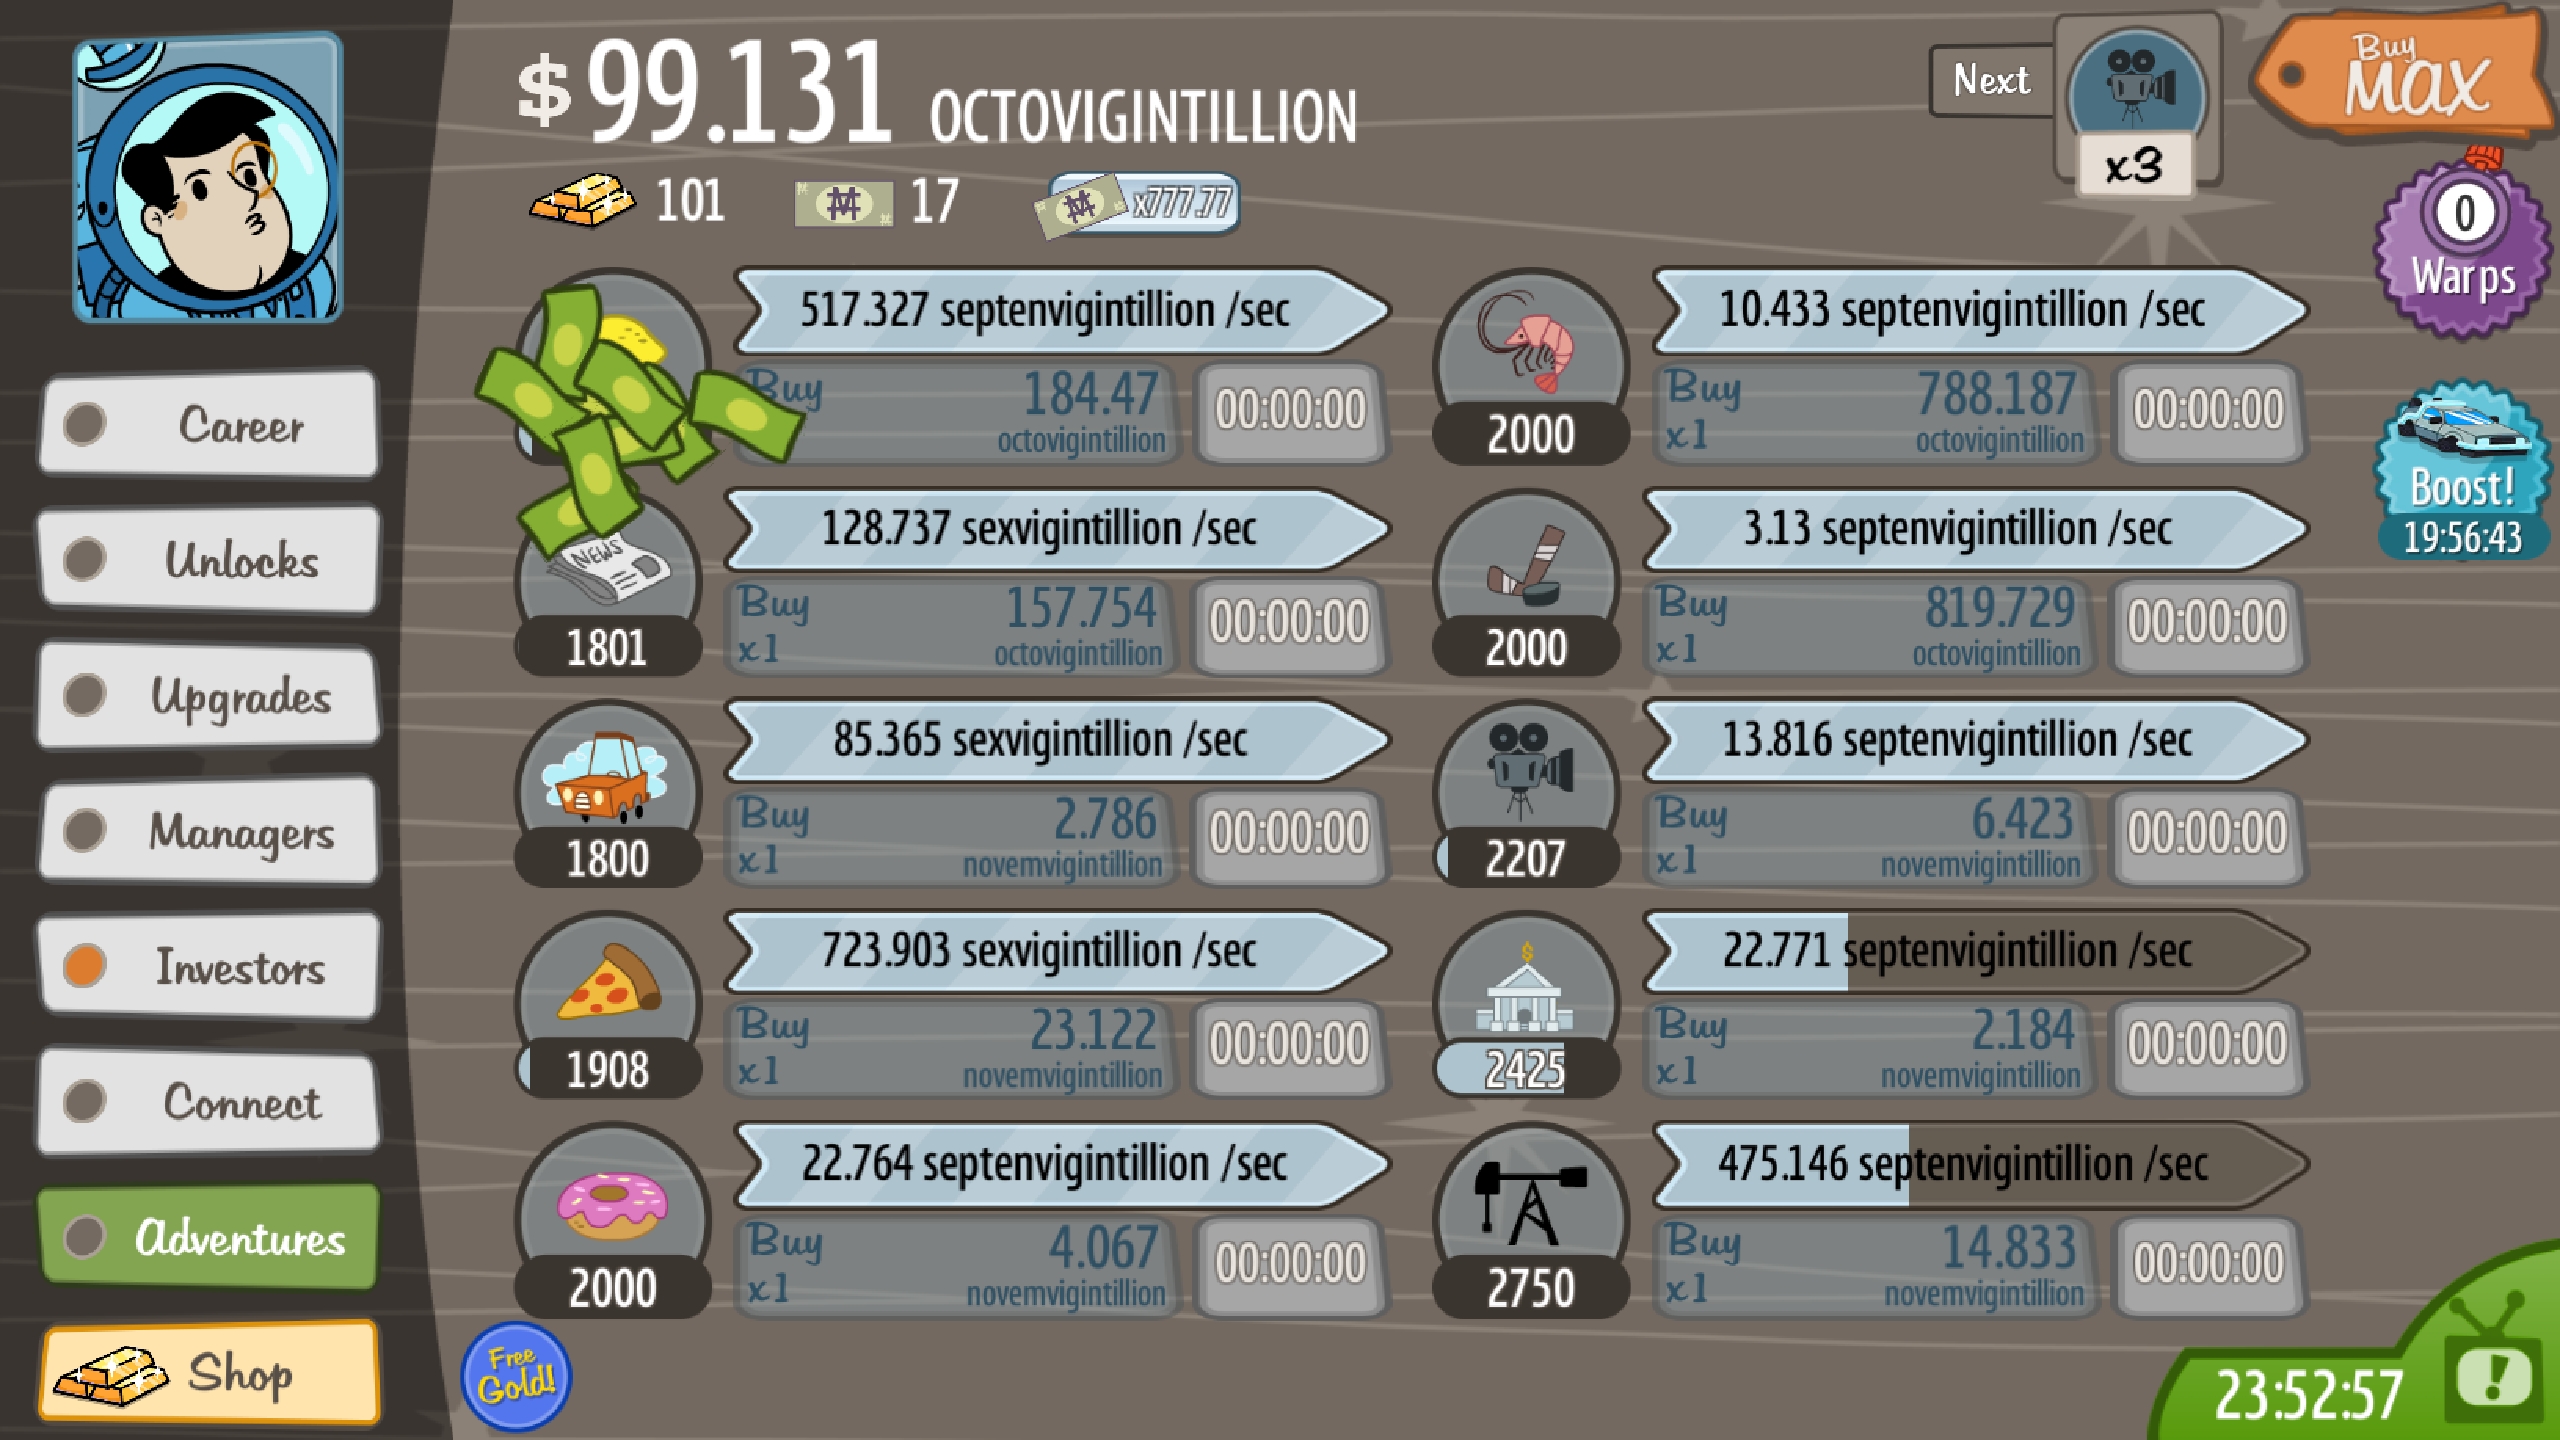 $99.131 OCTOVIGINTILLION
Next
x3
Buy
MAX
101
17
x777.77
0
Warps
Boost!
19:56:43
Career
Unlocks
Upgrades
Managers
Investors
Connect
Adventures
Shop
517.327 septenvigintillion /sec
Buy
184.47
octovigintillion
00:00:00
NEWS
1801
128.737 sexvigintillion /sec
Buy
x1
157.754
octovigintillion
00:00:00
1800
85.365 sexvigintillion /sec
Buy
x1
2.786
novemvigintillion
00:00:00
1908
723.903 sexvigintillion /sec
Buy
x1
23.122
novemvigintillion
00:00:00
2000
22.764 septenvigintillion /sec
Buy
x1
4.067
novemvigintillion
00:00:00
2000
10.433 septenvigintillion /sec
Buy
x1
788.187
octovigintillion
00:00:00
2000
3.13 septenvigintillion /sec
Buy
x1
819.729
octovigintillion
00:00:00
2207
13.816 septenvigintillion /sec
Buy
x1
6.423
novemvigintillion
00:00:00
$
2425
22.771 septenvigintillion /sec
Buy
x1
2.184
novemvigintillion
00:00:00
2750
475.146 septenvigintillion /sec
Buy
x1
14.833
novemvigintillion
00:00:00
Free
Gold!
23:52:57
!